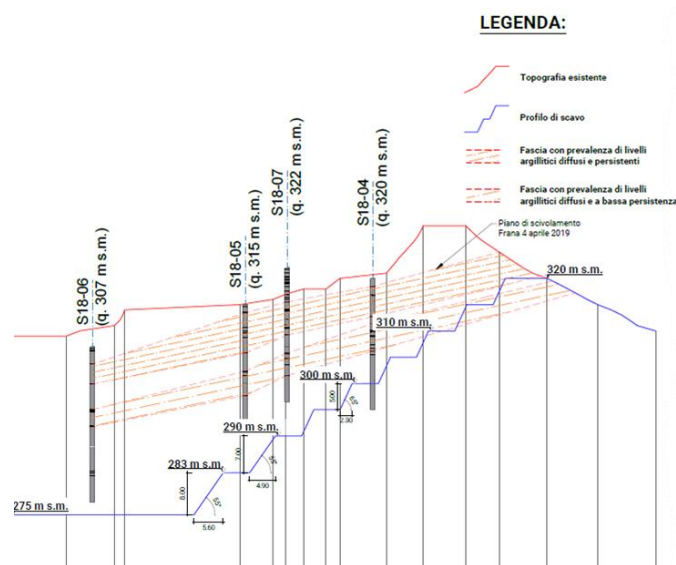 LEGENDA:
Topografia esistente
Profilo di scavo
Fascia con prevalenza di livelli
argillitici diffusi e persistenti
Fascia con prevalenza di livelli
argillitici diffusi e a bassa persistenza
Piano di scivolamento
Frana 4 aprile 2019
S18-06
(q. 307 m s.m.)
S18-05
(q. 315 m s.m.)
S18-07
(q. 322 m s.m.)
S18-04
(q. 320 m s.m.)
320 m s.m.
310 m s.m.
300 m s.m.
5.00
65°
2.90
290 m s.m.
7.00
4.90
283 m s.m.
8.00
55°
5.60
275 m s.m.